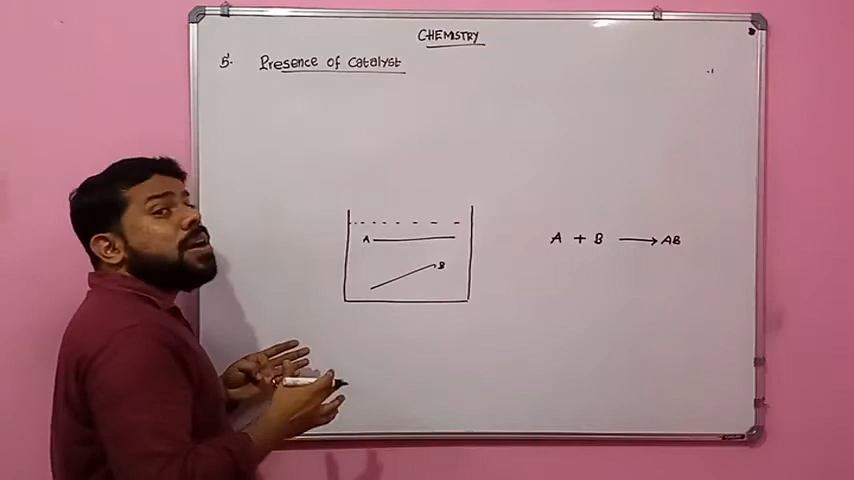 CHEMISTRY
5. Presence of Catalyst
A
B
A + B → AB